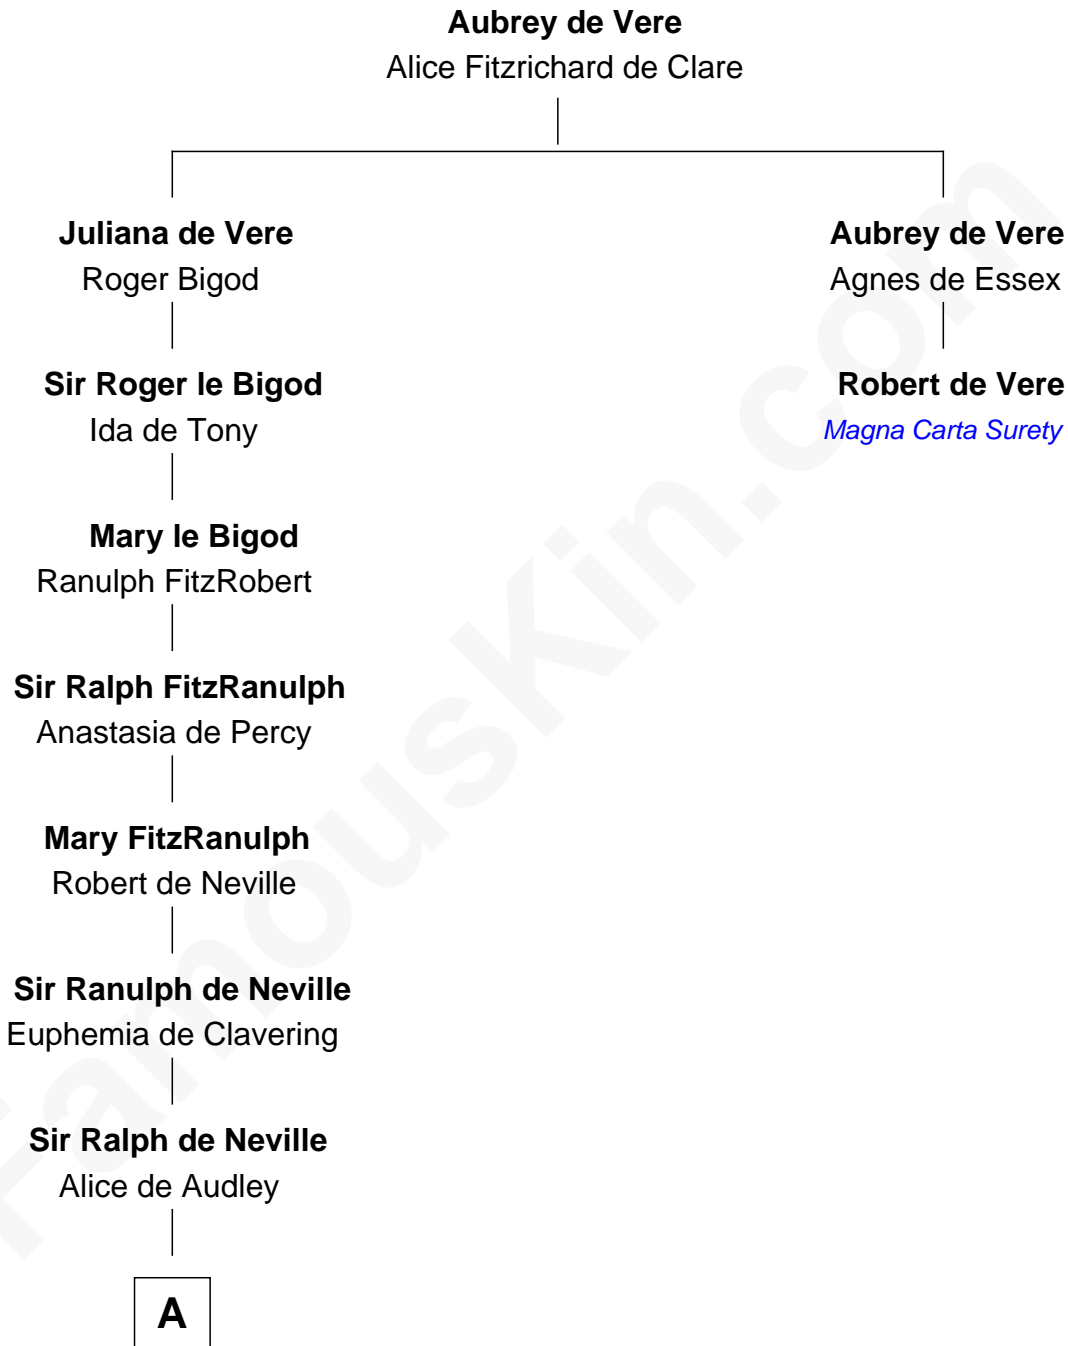 Aubrey de Vere
Alice Fitzrichard de Clare
Juliana de Vere
Roger Bigod
Aubrey de Vere
Agnes de Essex
Sir Roger le Bigod
Ida de Tony
Robert de Vere
Magna Carta Surety
Mary le Bigod
Ranulph FitzRobert
Sir Ralph FitzRanulph
Anastasia de Percy
Mary FitzRanulph
Robert de Neville
Sir Ranulph de Neville
Euphemia de Clavering
Sir Ralph de Neville
Alice de Audley
A
FamousKin.com